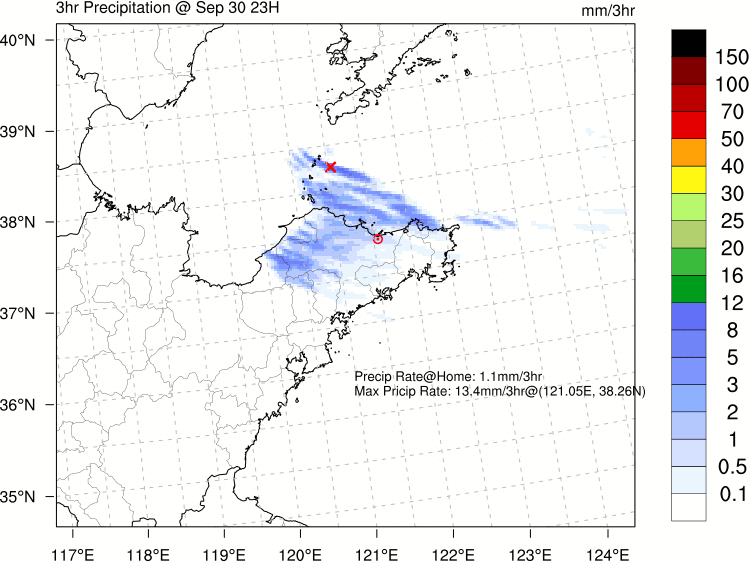 3hr Precipitation @ Sep 30 23H
mm/3hr
40°N
39°N
38°N
37°N
36°N
35°N
Precip Rate@Home: 1.1mm/3hr
Max Pricip Rate: 13.4mm/3hr@(121.05E, 38.26N)
117°E 118°E 119°E 120°E 121°E 122°E 123°E 124°E
150
100
70
50
40
30
25
20
16
12
8
5
3
2
1
0.5
0.1